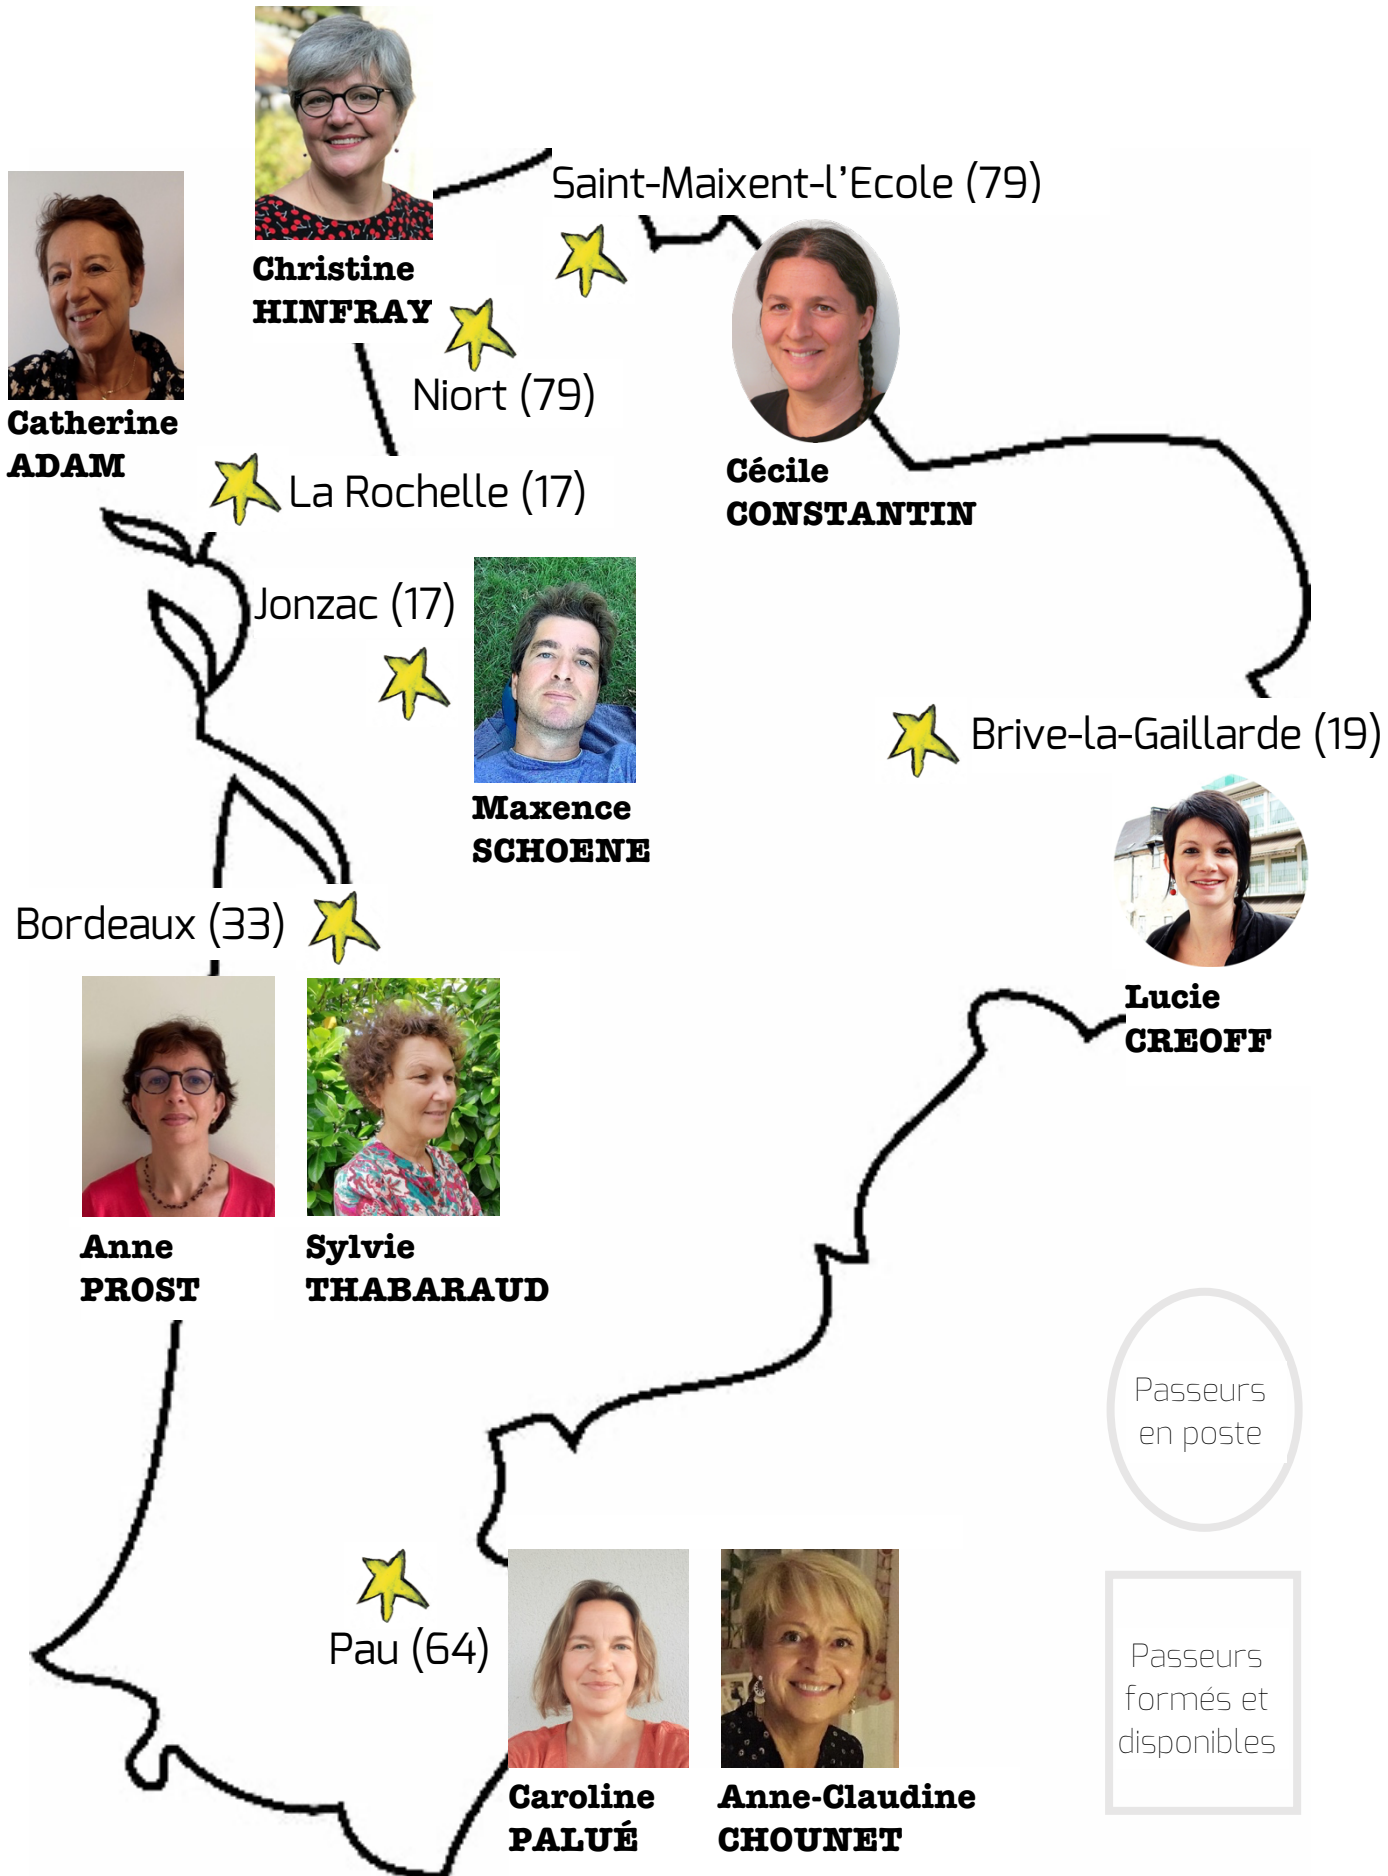 Saint-Maixent-l’Ecole (79)
Christine
HINFRAY
Niort (79)
Catherine
ADAM
La Rochelle (17)
Cécile
CONSTANTIN
Jonzac (17)
Maxence
SCHOENE
Brive-la-Gaillarde (19)
Lucie
CREOFF
Bordeaux (33)
Anne
PROST
Sylvie
THABARAUD
Passeurs
en poste
Pau (64)
Passeurs
formés et
disponibles
Caroline
PALUÉ
Anne-Claudine
CHOUNET